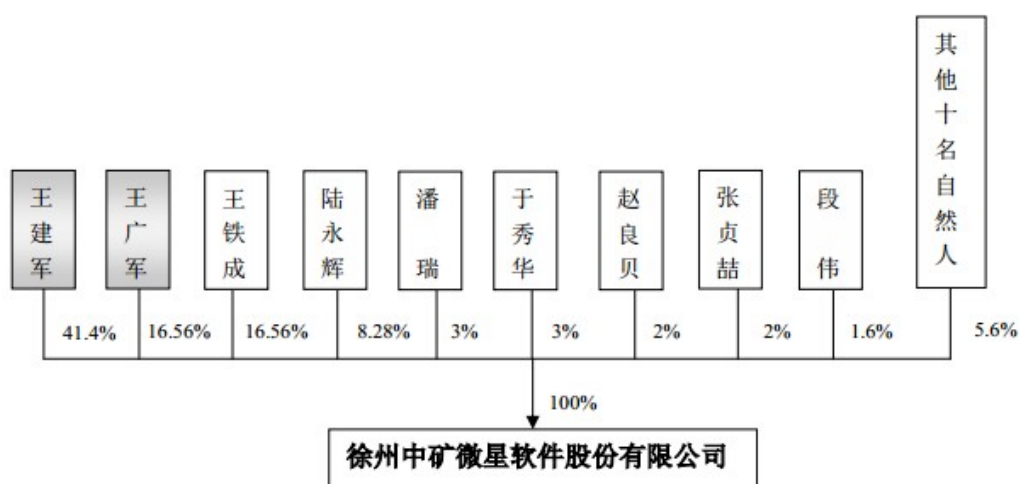 王建军
王广军
王铁成
陆永辉
潘瑞
于秀华
赵良贝
张贞喆
段伟
其他十名自然人
41.4%
16.56%
16.56%
8.28%
3%
3%
2%
2%
1.6%
5.6%
100%
徐州中矿微星软件股份有限公司